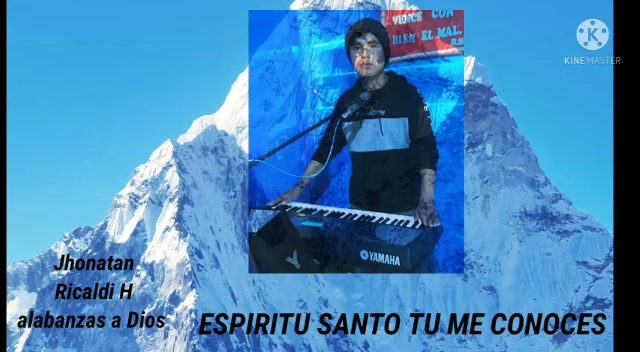 VENCE CON
BIEN EL MAL.
KINEMASTER
YAMAHA
Jhonatan
Ricaldi H
alabanzas a Dios
ESPIRITU SANTO TU ME CONOCES